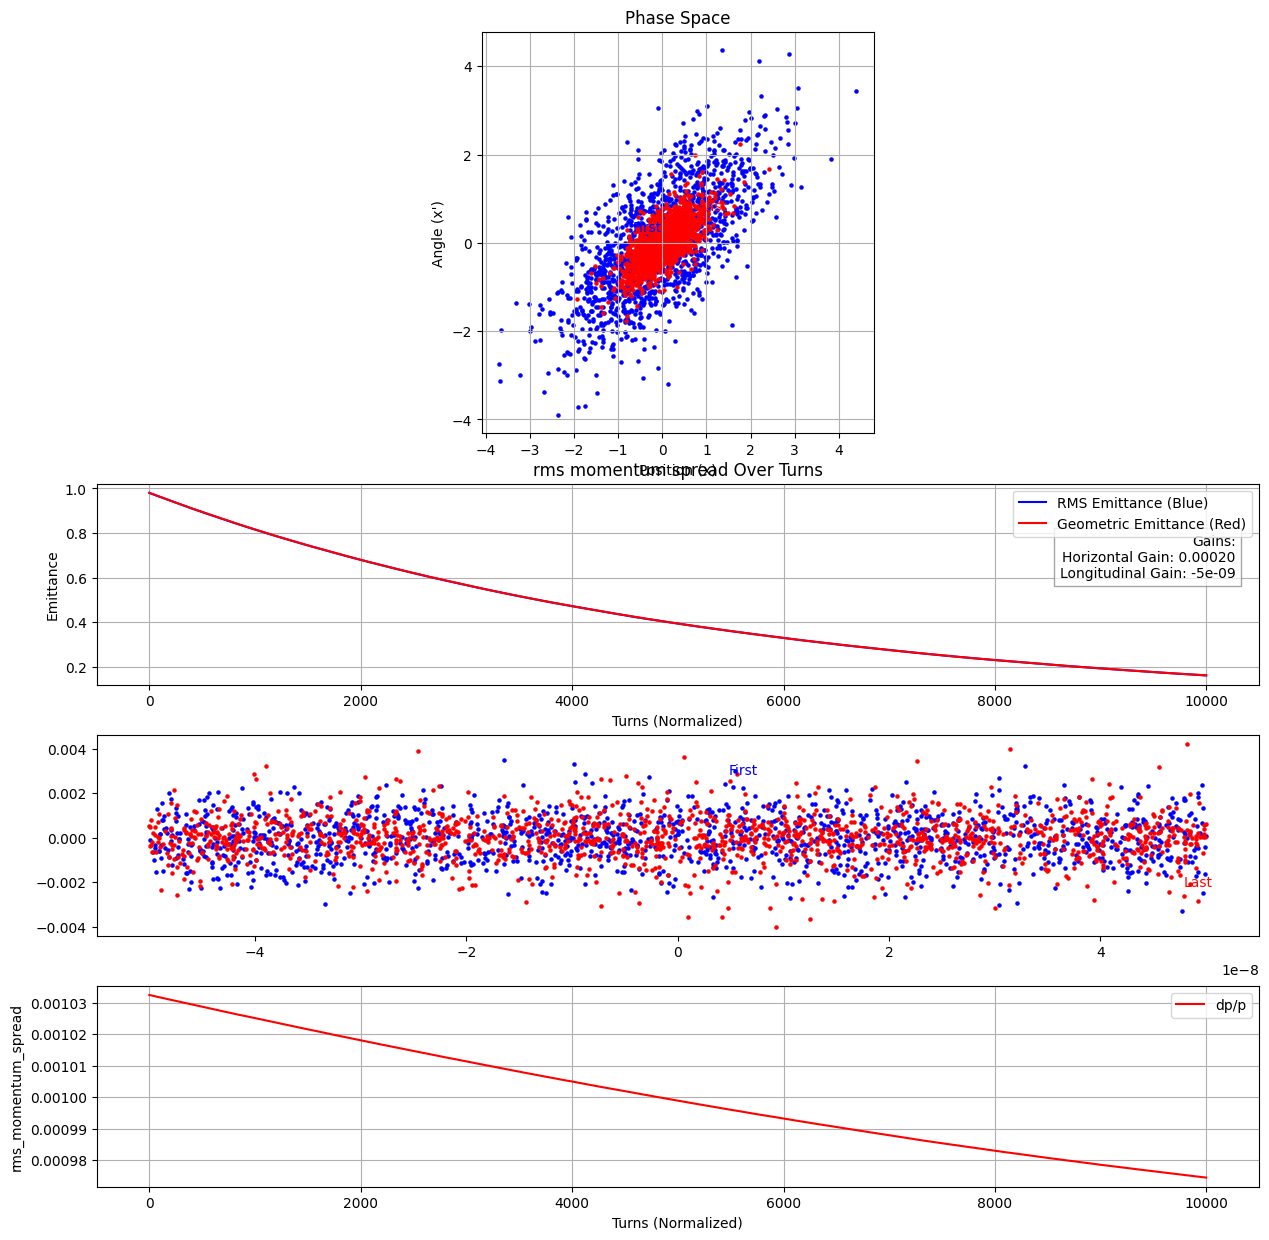 Phase Space
4
2
0
−2
−4
Angle (x')
First
−4 −3 −2 −1 0 1 2 3 4
Position (x)
rms momentum spread Over Turns
1.0
0.8
0.6
0.4
0.2
Emittance
RMS Emittance (Blue)
Geometric Emittance (Red)
Gains:
Horizontal Gain: 0.00020
Longitudinal Gain: -5e-09
0 2000 4000 6000 8000 10000
Turns (Normalized)
0.004
0.002
0.000
−0.002
−0.004
First
Last
−4 −2 0 2 4
1e−8
0.00103
0.00102
0.00101
0.00100
0.00099
0.00098
rms_momentum_spread
dp/p
0 2000 4000 6000 8000 10000
Turns (Normalized)